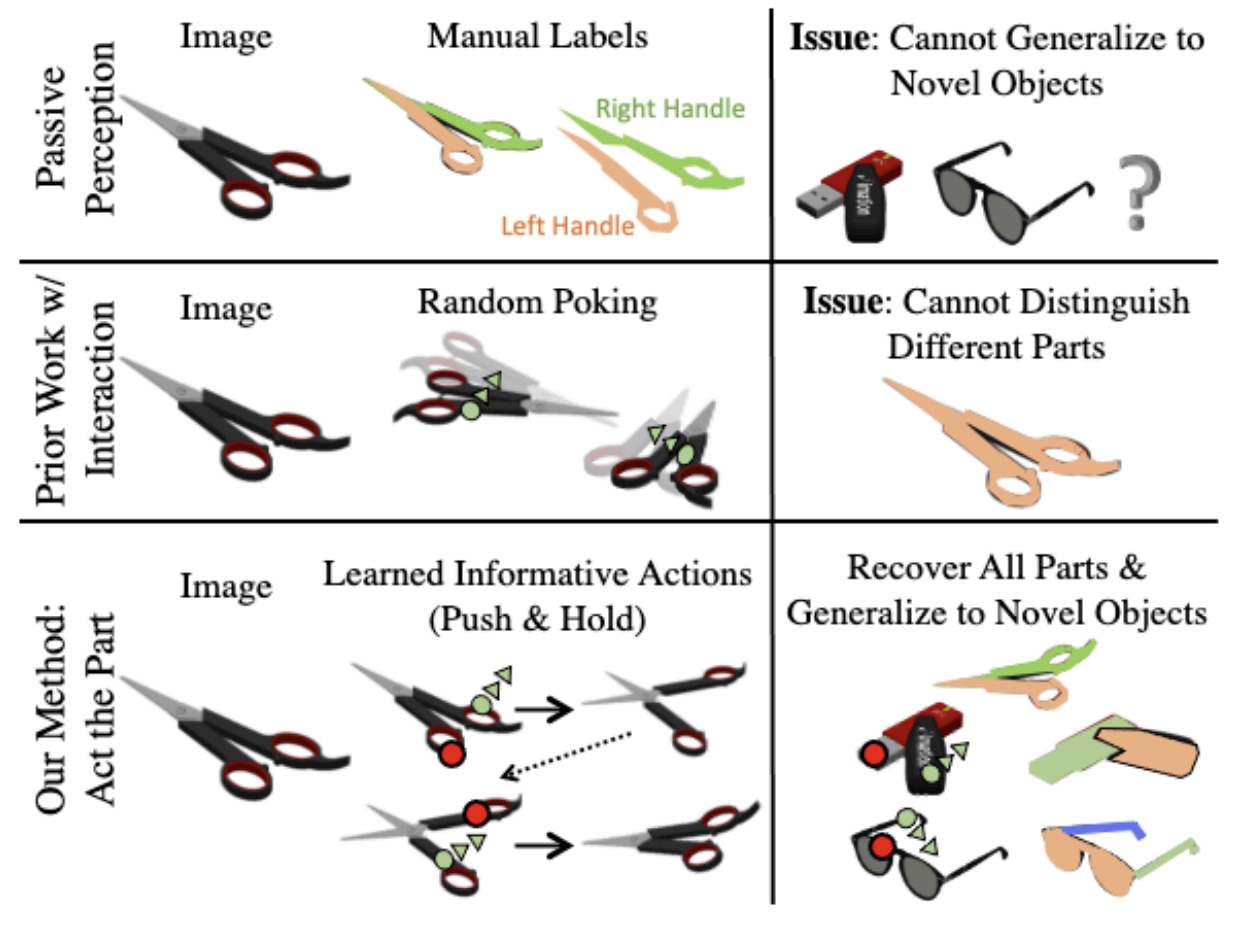 Passive
Perception
Image
Manual Labels
Right Handle
Left Handle
Issue: Cannot Generalize to
Novel Objects
Prior Work w/
Interaction
Image
Random Poking
Issue: Cannot Distinguish
Different Parts
Our Method:
Act the Part
Image
Learned Informative Actions
(Push & Hold)
Recover All Parts &
Generalize to Novel Objects